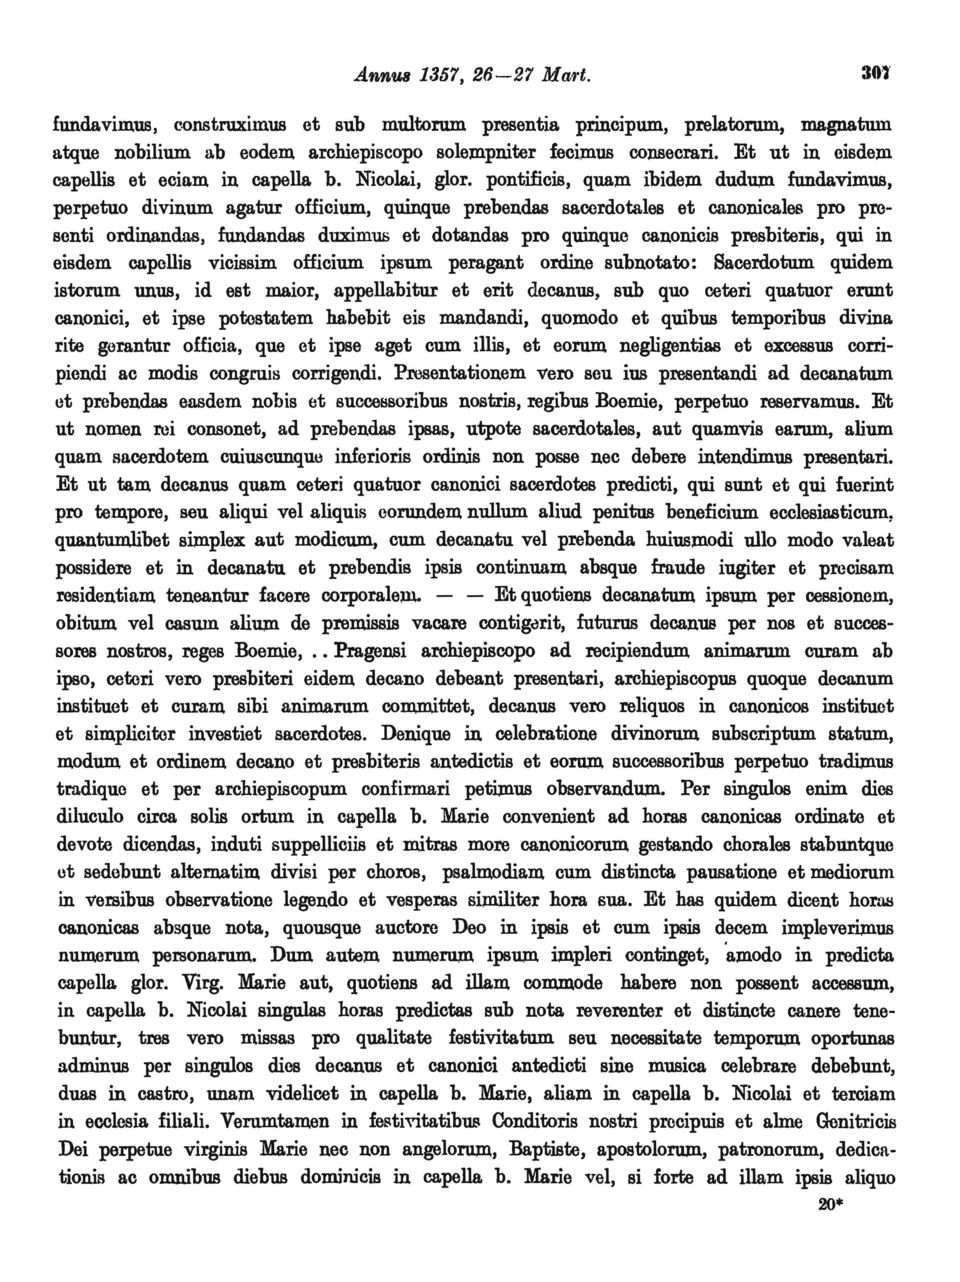 Annus 1357, 26—27 Mart. 307
fundavimus, construximus et sub multorum presentia principum, prelatorum, magnatum
atque nobilium ab eodem archiepiscopo solempniter fecimus consecrari. Et ut in eisdem
capellis et eciam in capella b. Nicolai, glor. pontificis, quam ibidem dudum fundavimus,
perpetuo divinum agatur officium, quinque prebendas sacerdotales et canonicales pro pre-
senti ordinandas, fundandas duximus et dotandas pro quinque canonicis presbiteris, qui in
eisdem capellis vicissim officium ipsum peragant ordine subnotato: Sacerdotum quidem
istorum unus, id est maior, appellabitur et erit decanus, sub quo ceteri quatuor erunt
canonici, et ipse potestatem habebit eis mandandi, quomodo et quibus temporibus divina
rite gerantur officia, que et ipse aget cum illis, et eorum negligentias et excessus corri-
piendi ac modis congruis corrigendi. Presentationem vero seu ius presentandi ad decanatum
et prebendas easdem nobis et successoribus nostris, regibus Boemie, perpetuo reservamus. Et
ut nomen rei consonet, ad prebendas ipsas, utpote sacerdotales, aut quamvis earum, alium
quam sacerdotem cuiuscunque inferioris ordinis non posse nec debere intendimus presentari.
Et ut tam decanus quam ceteri quatuor canonici sacerdotes predicti, qui sunt et qui fuerint
pro tempore, seu aliqui vel aliquis eorundem nullum aliud penitus beneficium ecclesiasticum,
quantumlibet simplex aut modicum, cum decanatu vel prebenda huiusmodi ullo modo valeat
possidere et in decanatu et prebendis ipsis continuam absque fraude iugiter et precisam
residentiam teneantur facere corporalem. — — Et quotiens decanatum ipsum per cessionem,
obitum vel casum alium de premissis vacare contigerit, futurus decanus per nos et succes-
sores nostros, reges Boemie, . . Pragensi archiepiscopo ad recipiendum animarum curam ab
ipso, ceteri vero presbiteri eidem decano debeant presentari, archiepiscopus quoque decanum
instituet et curam sibi animarum committet, decanus vero reliquos in canonicos instituet
et simpliciter investiet sacerdotes. Denique in celebratione divinorum subscriptum statum,
modum et ordinem decano et presbiteris antedictis et eorum successoribus perpetuo tradimus
tradique et per archiepiscopum confirmari petimus observandum. Per singulos enim dies
diluculo circa solis ortum in capella b. Marie convenient ad horas canonicas ordinate et
devote dicendas, induti suppelliciis et mitras more canonicorum gestando chorales stabuntque
et sedebunt alternatim divisi per choros, psalmodiam cum distincta pausatione et mediorum
in versibus observatione legendo et vesperas similiter hora sua. Et has quidem dicent horas
canonicas absque nota, quousque auctore Deo in ipsis et cum ipsis decem impleverimus
numerum personarum. Dum autem numerum ipsum impleri continget, amodo in predicta
capella glor. Virg. Marie aut, quotiens ad illam commode habere non possent accessum,
in capella b. Nicolai singulas horas predictas sub nota reverenter et distincte canere tene-
buntur, tres vero missas pro qualitate festivitatum seu necessitate temporum oportunas
adminus per singulos dies decanus et canonici antedicti sine musica celebrare debebunt,
duas in castro, unam videlicet in capella b. Marie, aliam in capella b. Nicolai et terciam
in ecclesia filiali. Verumtamen in festivitatibus Conditoris nostri precipuis et alme Genitricis
Dei perpetue virginis Marie nec non angelorum, Baptiste, apostolorum, patronorum, dedica-
tionis ac omnibus diebus dominicis in capella b. Marie vel, si forte ad illam ipsis aliquo
20*